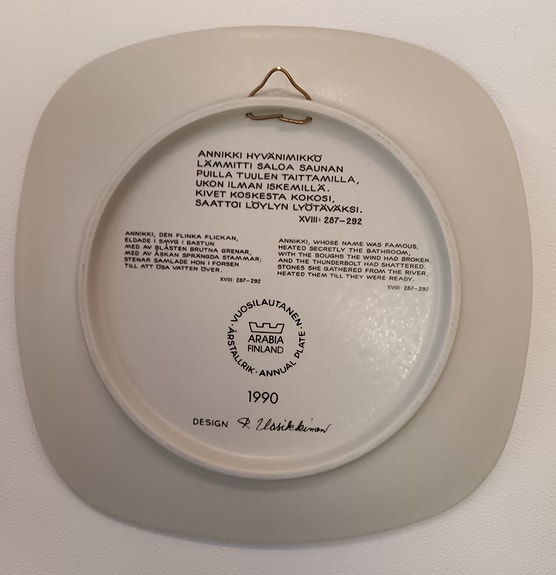 ANNIKKI HYVÄNIMIKKÖ
LÄMMITTI SALOA SAUNAN
PUILLA TUULEN TAITTAMILLA,
UKON ILMAN ISKEMILLÄ.
KIVET KOSKESTA KOKOSI,
SAATTOI LÖYLYN LYÖTÄVÄKSI.
XVIII: 287-292
ANNIKKI, DEN FLINKA FLICKAN,
ELDADE I SMYG I BASTUN
MED AV BLÅSTEN BRUTNA GRENAR,
MED AV ÅSKAN SPRÄNGDA STAMMAR;
STENAR SAMLADE HON I FORSEN
TILL ATT ÖSA VATTEN ÖVER.
XVIII: 287-292
ANNIKKI, WHOSE NAME WAS FAMOUS,
HEATED SECRETLY THE BATHROOM,
WITH THE BOUGHS THE WIND HAD BROKEN,
AND THE THUNDERBOLT HAD SHATTERED.
STONES SHE GATHERED FROM THE RIVER,
HEATED THEM TILL THEY WERE READY.
XVIII: 287-292
· VUOSILAUTANEN ·
ARABIA
FINLAND
ÅRSTALLRIK · ANNUAL PLATE
1990
DESIGN R. Uosikkinen